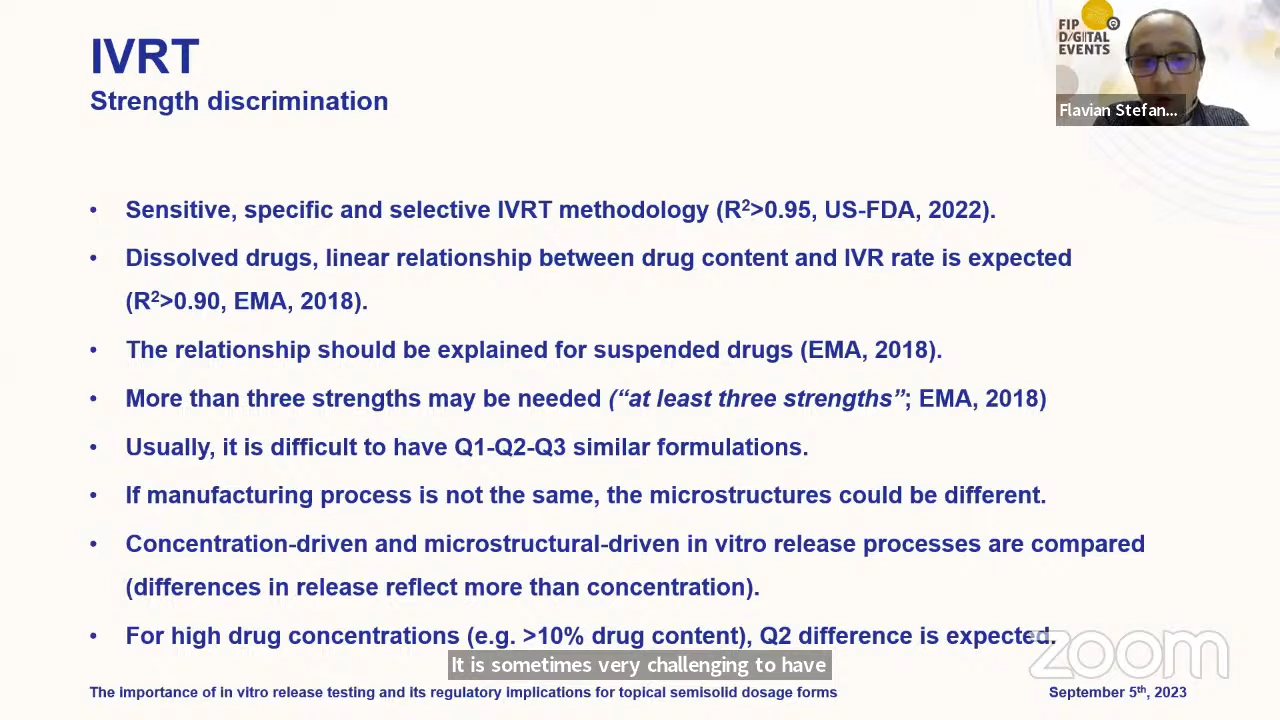 IVRT
Strength discrimination
FIP
DIGITAL
EVENTS
Flavian Stefan...
• Sensitive, specific and selective IVRT methodology (R²>0.95, US-FDA, 2022).
• Dissolved drugs, linear relationship between drug content and IVR rate is expected
(R²>0.90, EMA, 2018).
• The relationship should be explained for suspended drugs (EMA, 2018).
• More than three strengths may be needed (“at least three strengths”; EMA, 2018)
• Usually, it is difficult to have Q1-Q2-Q3 similar formulations.
• If manufacturing process is not the same, the microstructures could be different.
• Concentration-driven and microstructural-driven in vitro release processes are compared
(differences in release reflect more than concentration).
• For high drug concentrations (e.g. >10% drug content), Q2 difference is expected.
zoom
It is sometimes very challenging to have
The importance of in vitro release testing and its regulatory implications for topical semisolid dosage forms
September 5th, 2023